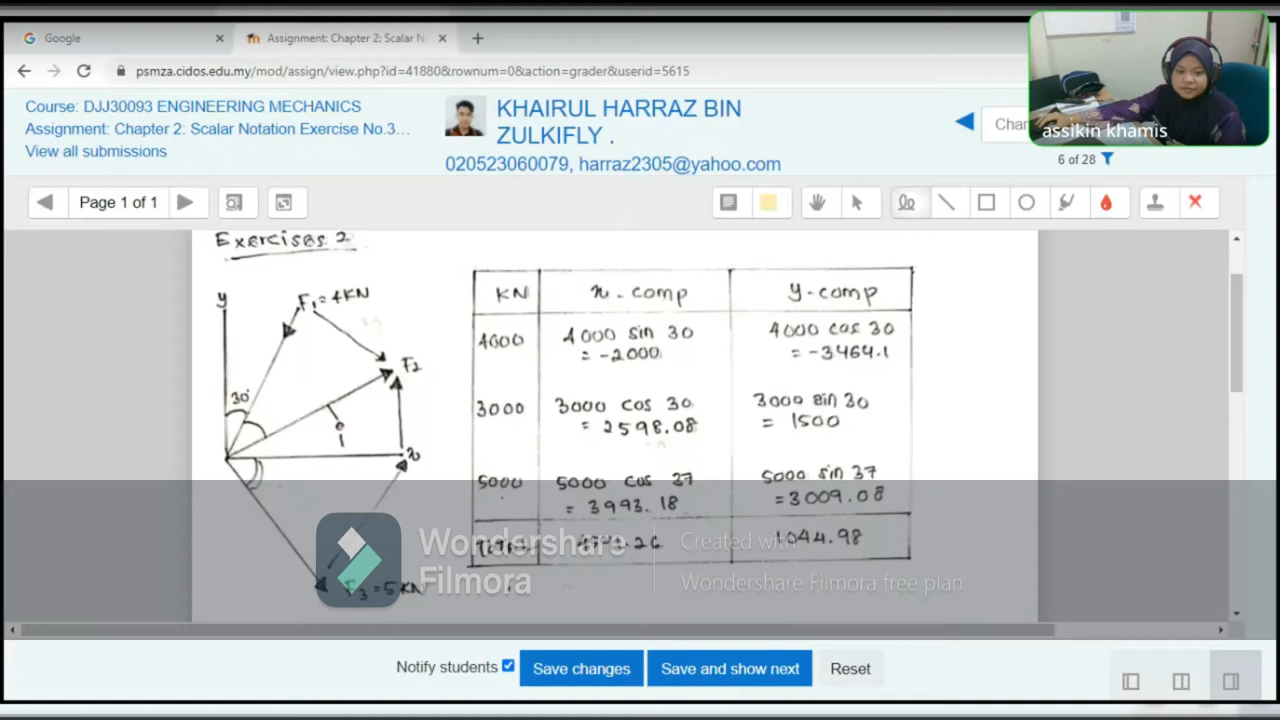 Google
Assignment: Chapter 2: Scalar N
psmza.cidos.edu.my/mod/assign/view.php?id=41880&rownum=0&action=grader&userid=5615
Course: DJJ30093 ENGINEERING MECHANICS
Assignment: Chapter 2: Scalar Notation Exercise No.3...
View all submissions
KHAIRUL HARRAZ BIN
ZULKIFLY .
020523060079, harraz2305@yahoo.com
assikin khamis
6 of 28
Page 1 of 1
Exercises 2
y
F1 = 4KN
F2
30°
x
F3 = 5KN
KN x-comp y-comp
4000 4000 sin 30 4000 cos 30
= -2000 = -3464.1
3000 3000 cos 30 3000 sin 30
= 2598.08 = 1500
5000 5000 cos 37 5000 sin 37
= 3993.18 = 3009.08
1044.98
Wondershare
Filmora
Created with
Wondershare Filmora free plan
Notify students
Save changes
Save and show next
Reset